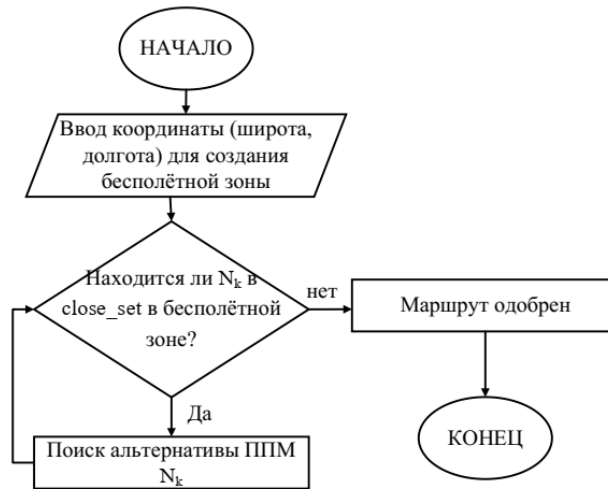 НАЧАЛО
Ввод координаты (широта,
долгота) для создания
бесполётной зоны
Находится ли Nₖ в
close_set в бесполётной
зоне?
нет
Маршрут одобрен
Да
Поиск альтернативы ППМ
Nₖ
КОНЕЦ